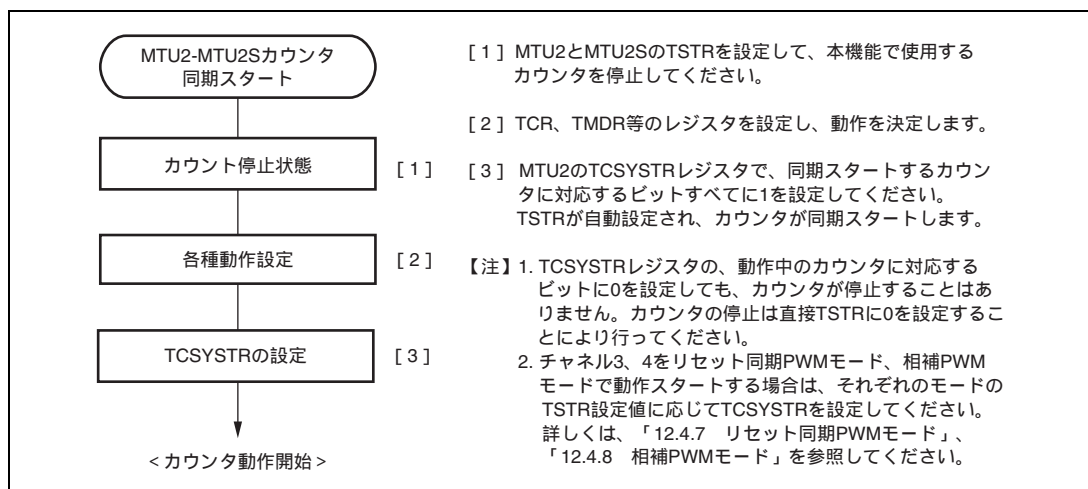 MTU2-MTU2Sカウンタ
同期スタート
カウント停止状態
[ 1 ]
各種動作設定
[ 2 ]
TCSYSTRの設定
[ 3 ]
< カウンタ動作開始 >
[ 1 ] MTU2とMTU2SのTSTRを設定して、本機能で使用する
カウンタを停止してください。
[ 2 ] TCR、TMDR等のレジスタを設定し、動作を決定します。
[ 3 ] MTU2のTCSYSTRレジスタで、同期スタートするカウン
タに対応するビットすべてに1を設定してください。
TSTRが自動設定され、カウンタが同期スタートします。
【注】1. TCSYSTRレジスタの、動作中のカウンタに対応する
ビットに0を設定しても、カウンタが停止することはあ
りません。カウンタの停止は直接TSTRに0を設定するこ
とにより行ってください。
2. チャネル3、4をリセット同期PWMモード、相補PWM
モードで動作スタートする場合は、それぞれのモードの
TSTR設定値に応じてTCSYSTRを設定してください。
詳しくは、「12.4.7 リセット同期PWMモード」、
「12.4.8 相補PWMモード」を参照してください。